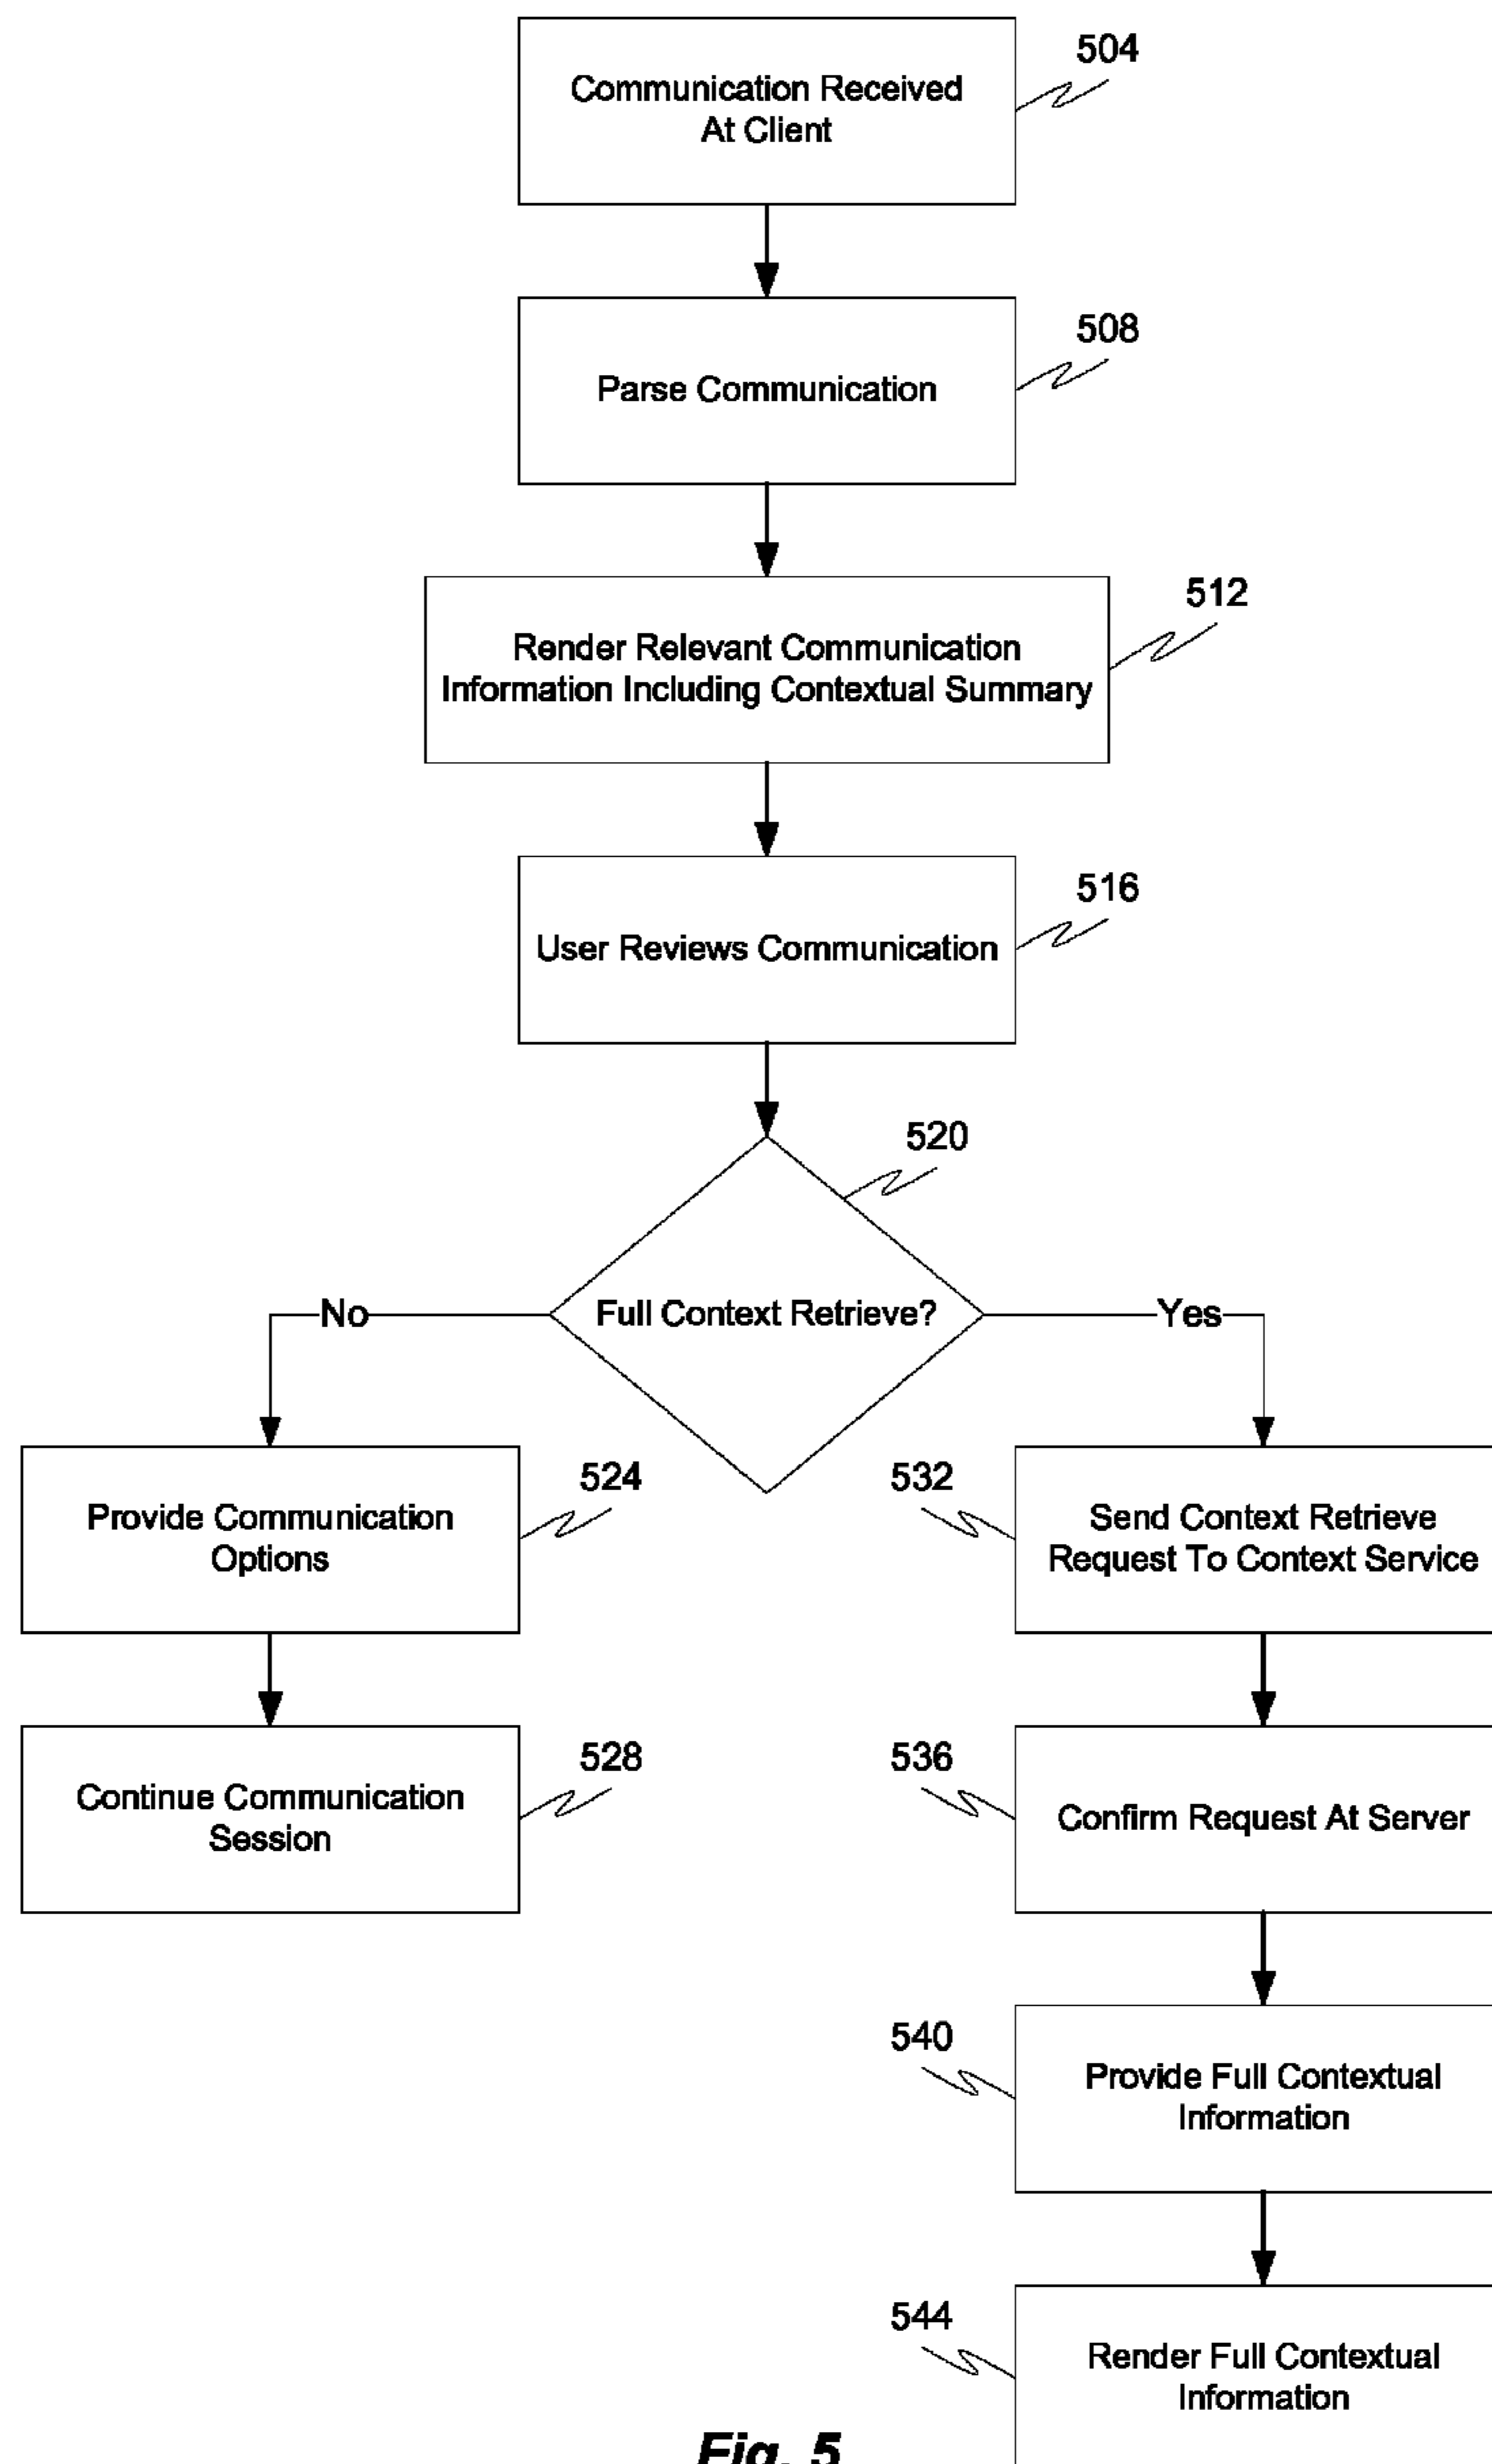 504
Communication Received
At Client
508
Parse Communication
512
Render Relevant Communication
Information Including Contextual Summary
516
User Reviews Communication
520
Full Context Retrieve?
No
Yes
524
Provide Communication
Options
532
Send Context Retrieve
Request To Context Service
528
Continue Communication
Session
536
Confirm Request At Server
540
Provide Full Contextual
Information
544
Render Full Contextual
Information
Fig. 5